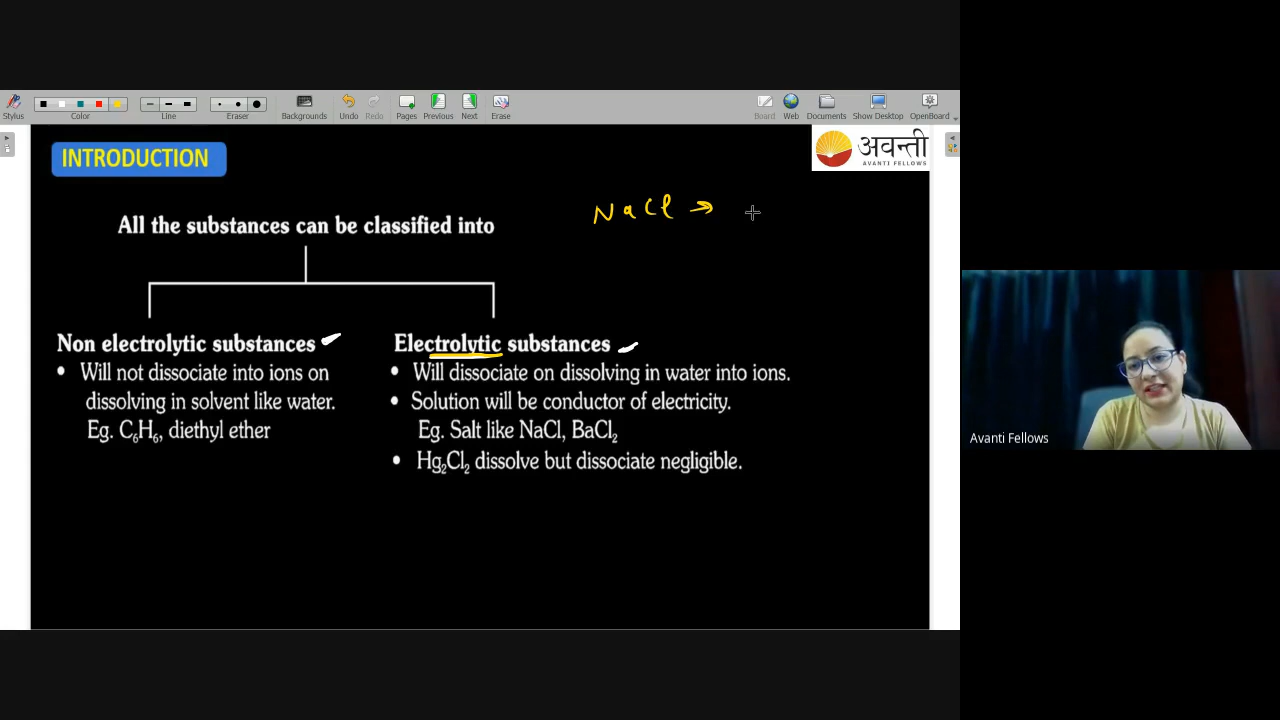 Stylus Color Line Eraser Backgrounds Undo Redo Pages Previous Next Erase Board Web Documents Show Desktop OpenBoard
INTRODUCTION
अवन्ती
AVANTI FELLOWS
NaCl →
All the substances can be classified into
Non electrolytic substances
• Will not dissociate into ions on
dissolving in solvent like water.
Eg. C₆H₆, diethyl ether
Electrolytic substances
• Will dissociate on dissolving in water into ions.
• Solution will be conductor of electricity.
Eg. Salt like NaCl, BaCl₂
• Hg₂Cl₂ dissolve but dissociate negligible.
Avanti Fellows